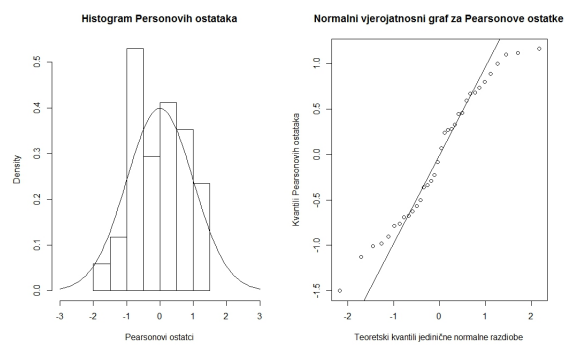 Histogram Personovih ostataka
Density
0.0 0.1 0.2 0.3 0.4 0.5
-3 -2 -1 0 1 2 3
Pearsonovi ostatci
Normalni vjerojatnosni graf za Pearsonove ostatke
Kvantili Pearsonovih ostataka
-1.5 -1.0 -0.5 0.0 0.5 1.0
-2 -1 0 1 2
Teoretski kvantili jedinične normalne razdiobe